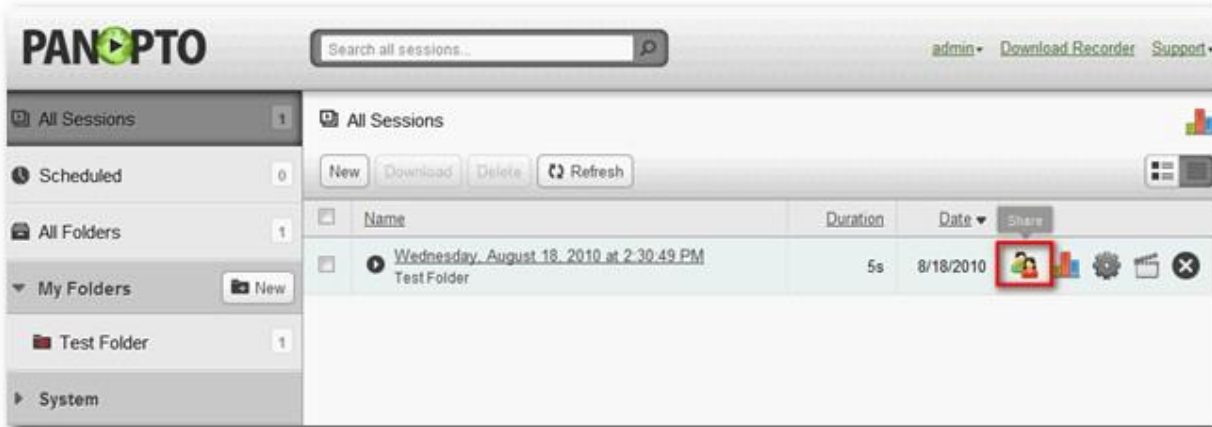 PANOPTO
Search all sessions...
admin
Download Recorder
Support
All Sessions 1
Scheduled 0
All Folders 1
My Folders
New
Test Folder 1
System
All Sessions
New
Download
Delete
Refresh
Name
Duration
Date
Share
Wednesday, August 18, 2010 at 2:30:49 PM
Test Folder
5s
8/18/2010